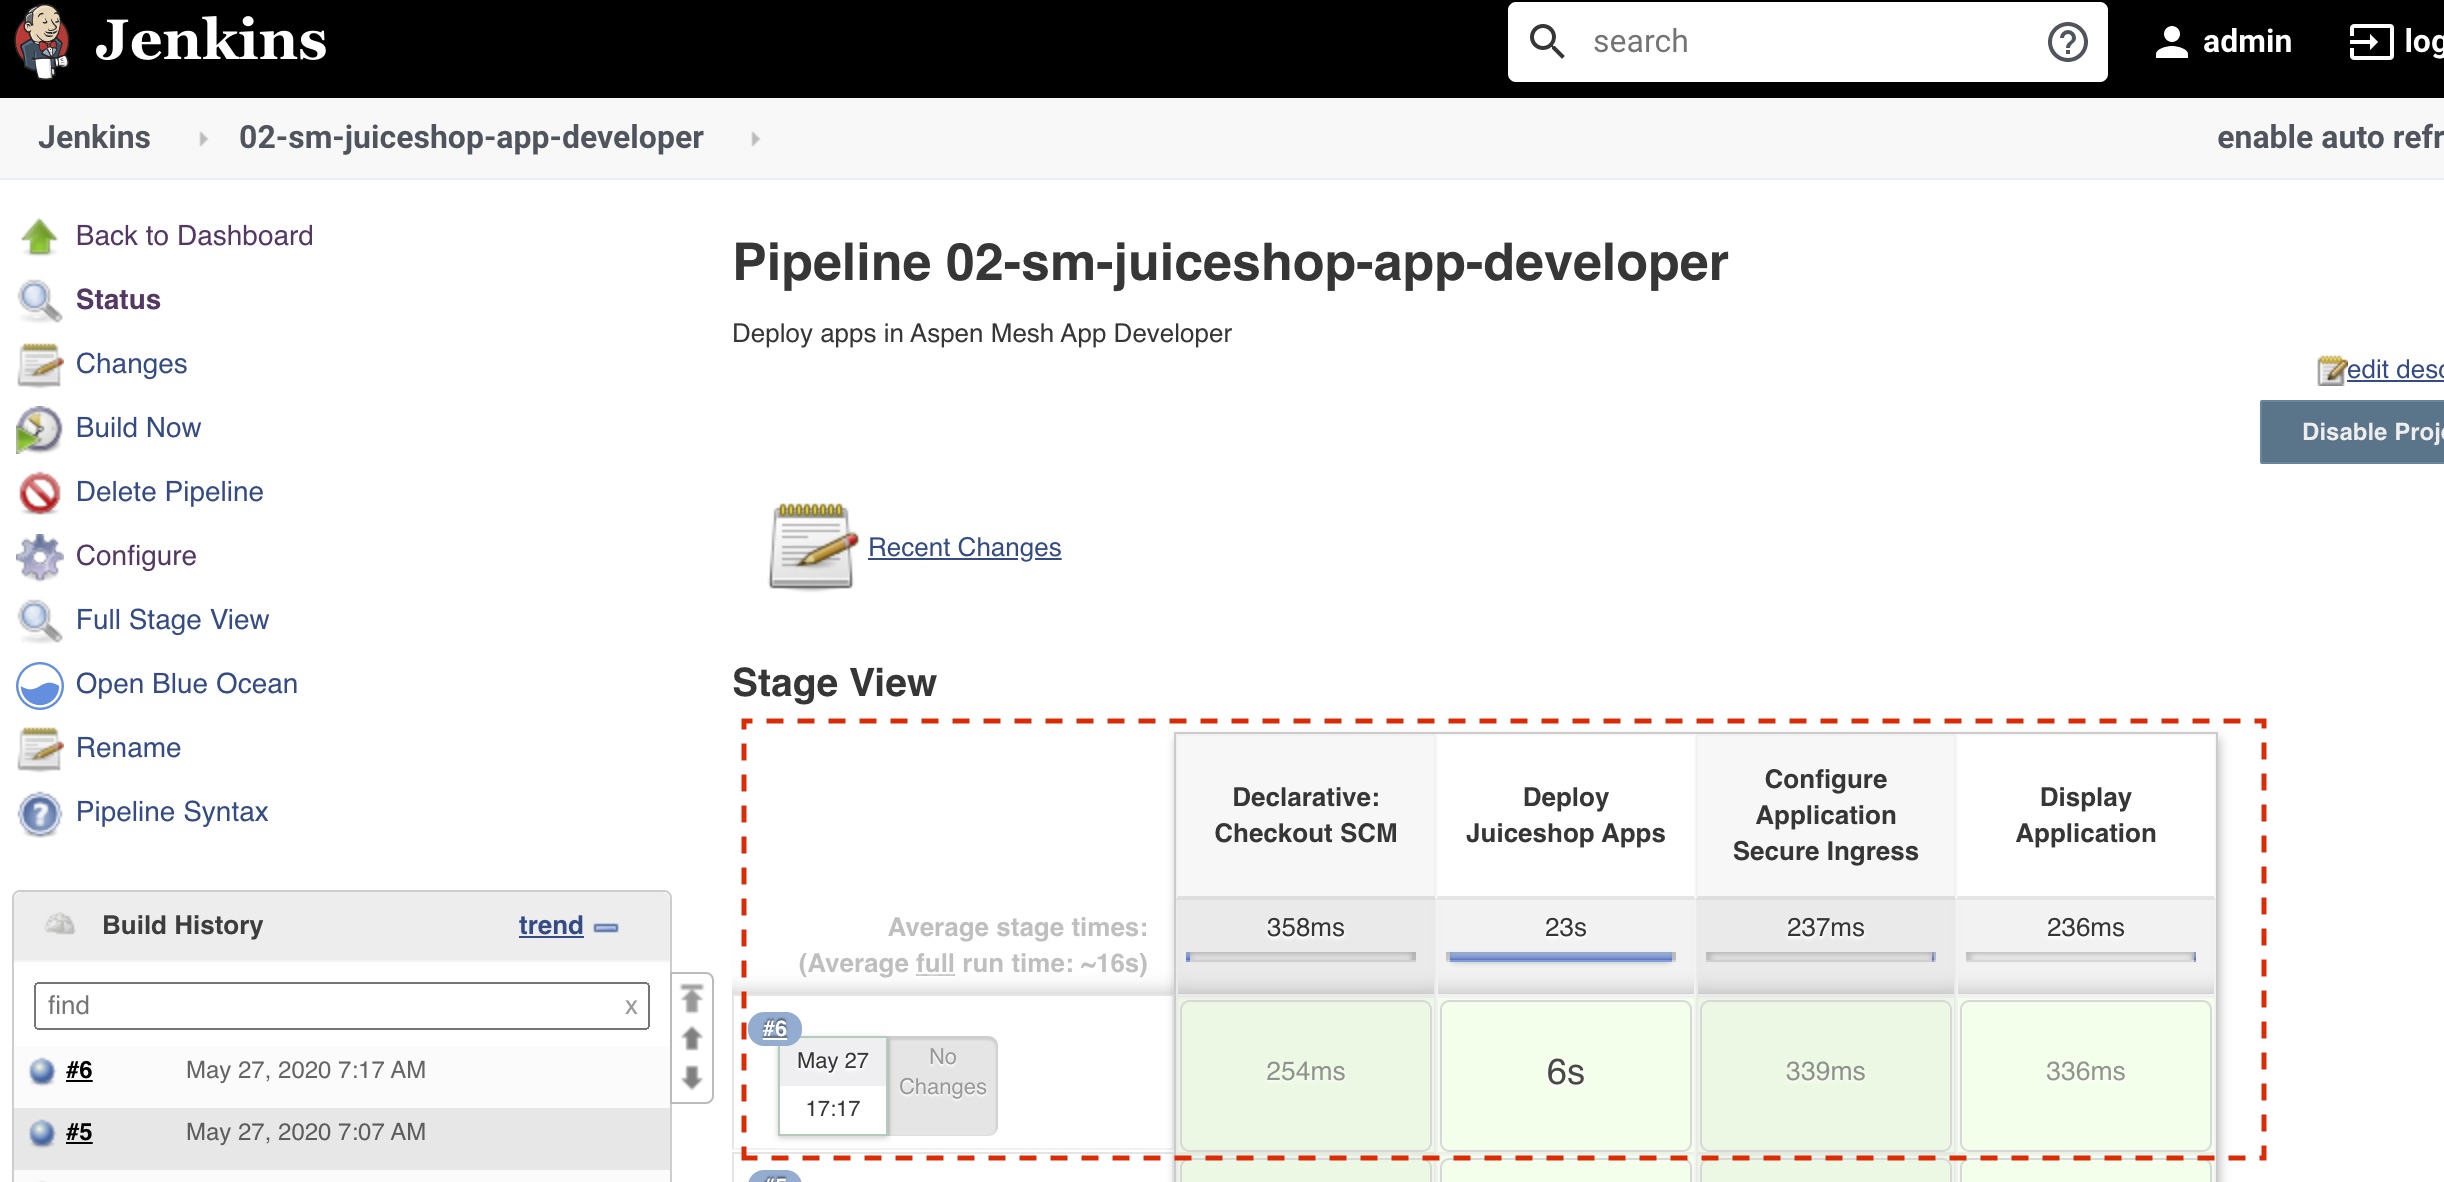 Jenkins
search
admin
log
Jenkins
02-sm-juiceshop-app-developer
enable auto refr
Back to Dashboard
Status
Changes
Build Now
Delete Pipeline
Configure
Full Stage View
Open Blue Ocean
Rename
Pipeline Syntax
Build History trend
find x
#6 May 27, 2020 7:17 AM
#5 May 27, 2020 7:07 AM
Pipeline 02-sm-juiceshop-app-developer
Deploy apps in Aspen Mesh App Developer
edit desc
Disable Proje
Recent Changes
Stage View
Declarative:
Checkout SCM
Deploy
Juiceshop Apps
Configure
Application
Secure Ingress
Display
Application
Average stage times:
(Average full run time: ~16s)
358ms
23s
237ms
236ms
#6
May 27
17:17
No
Changes
254ms
6s
339ms
336ms